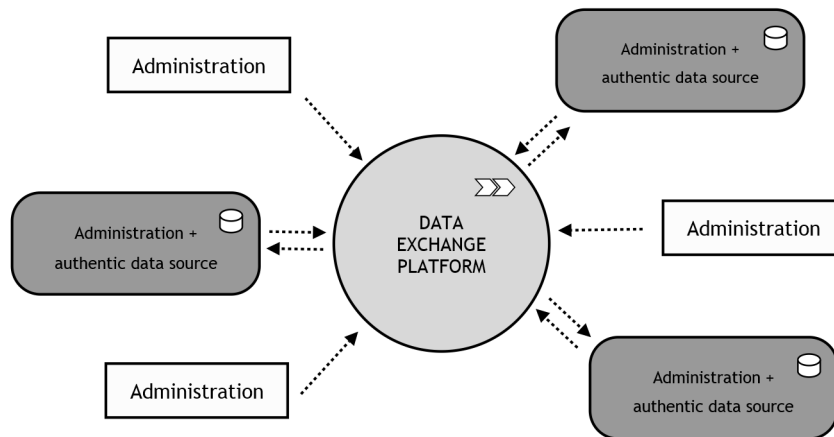 Administration
Administration +
authentic data source
Administration +
authentic data source
DATA
EXCHANGE
PLATFORM
Administration
Administration
Administration +
authentic data source